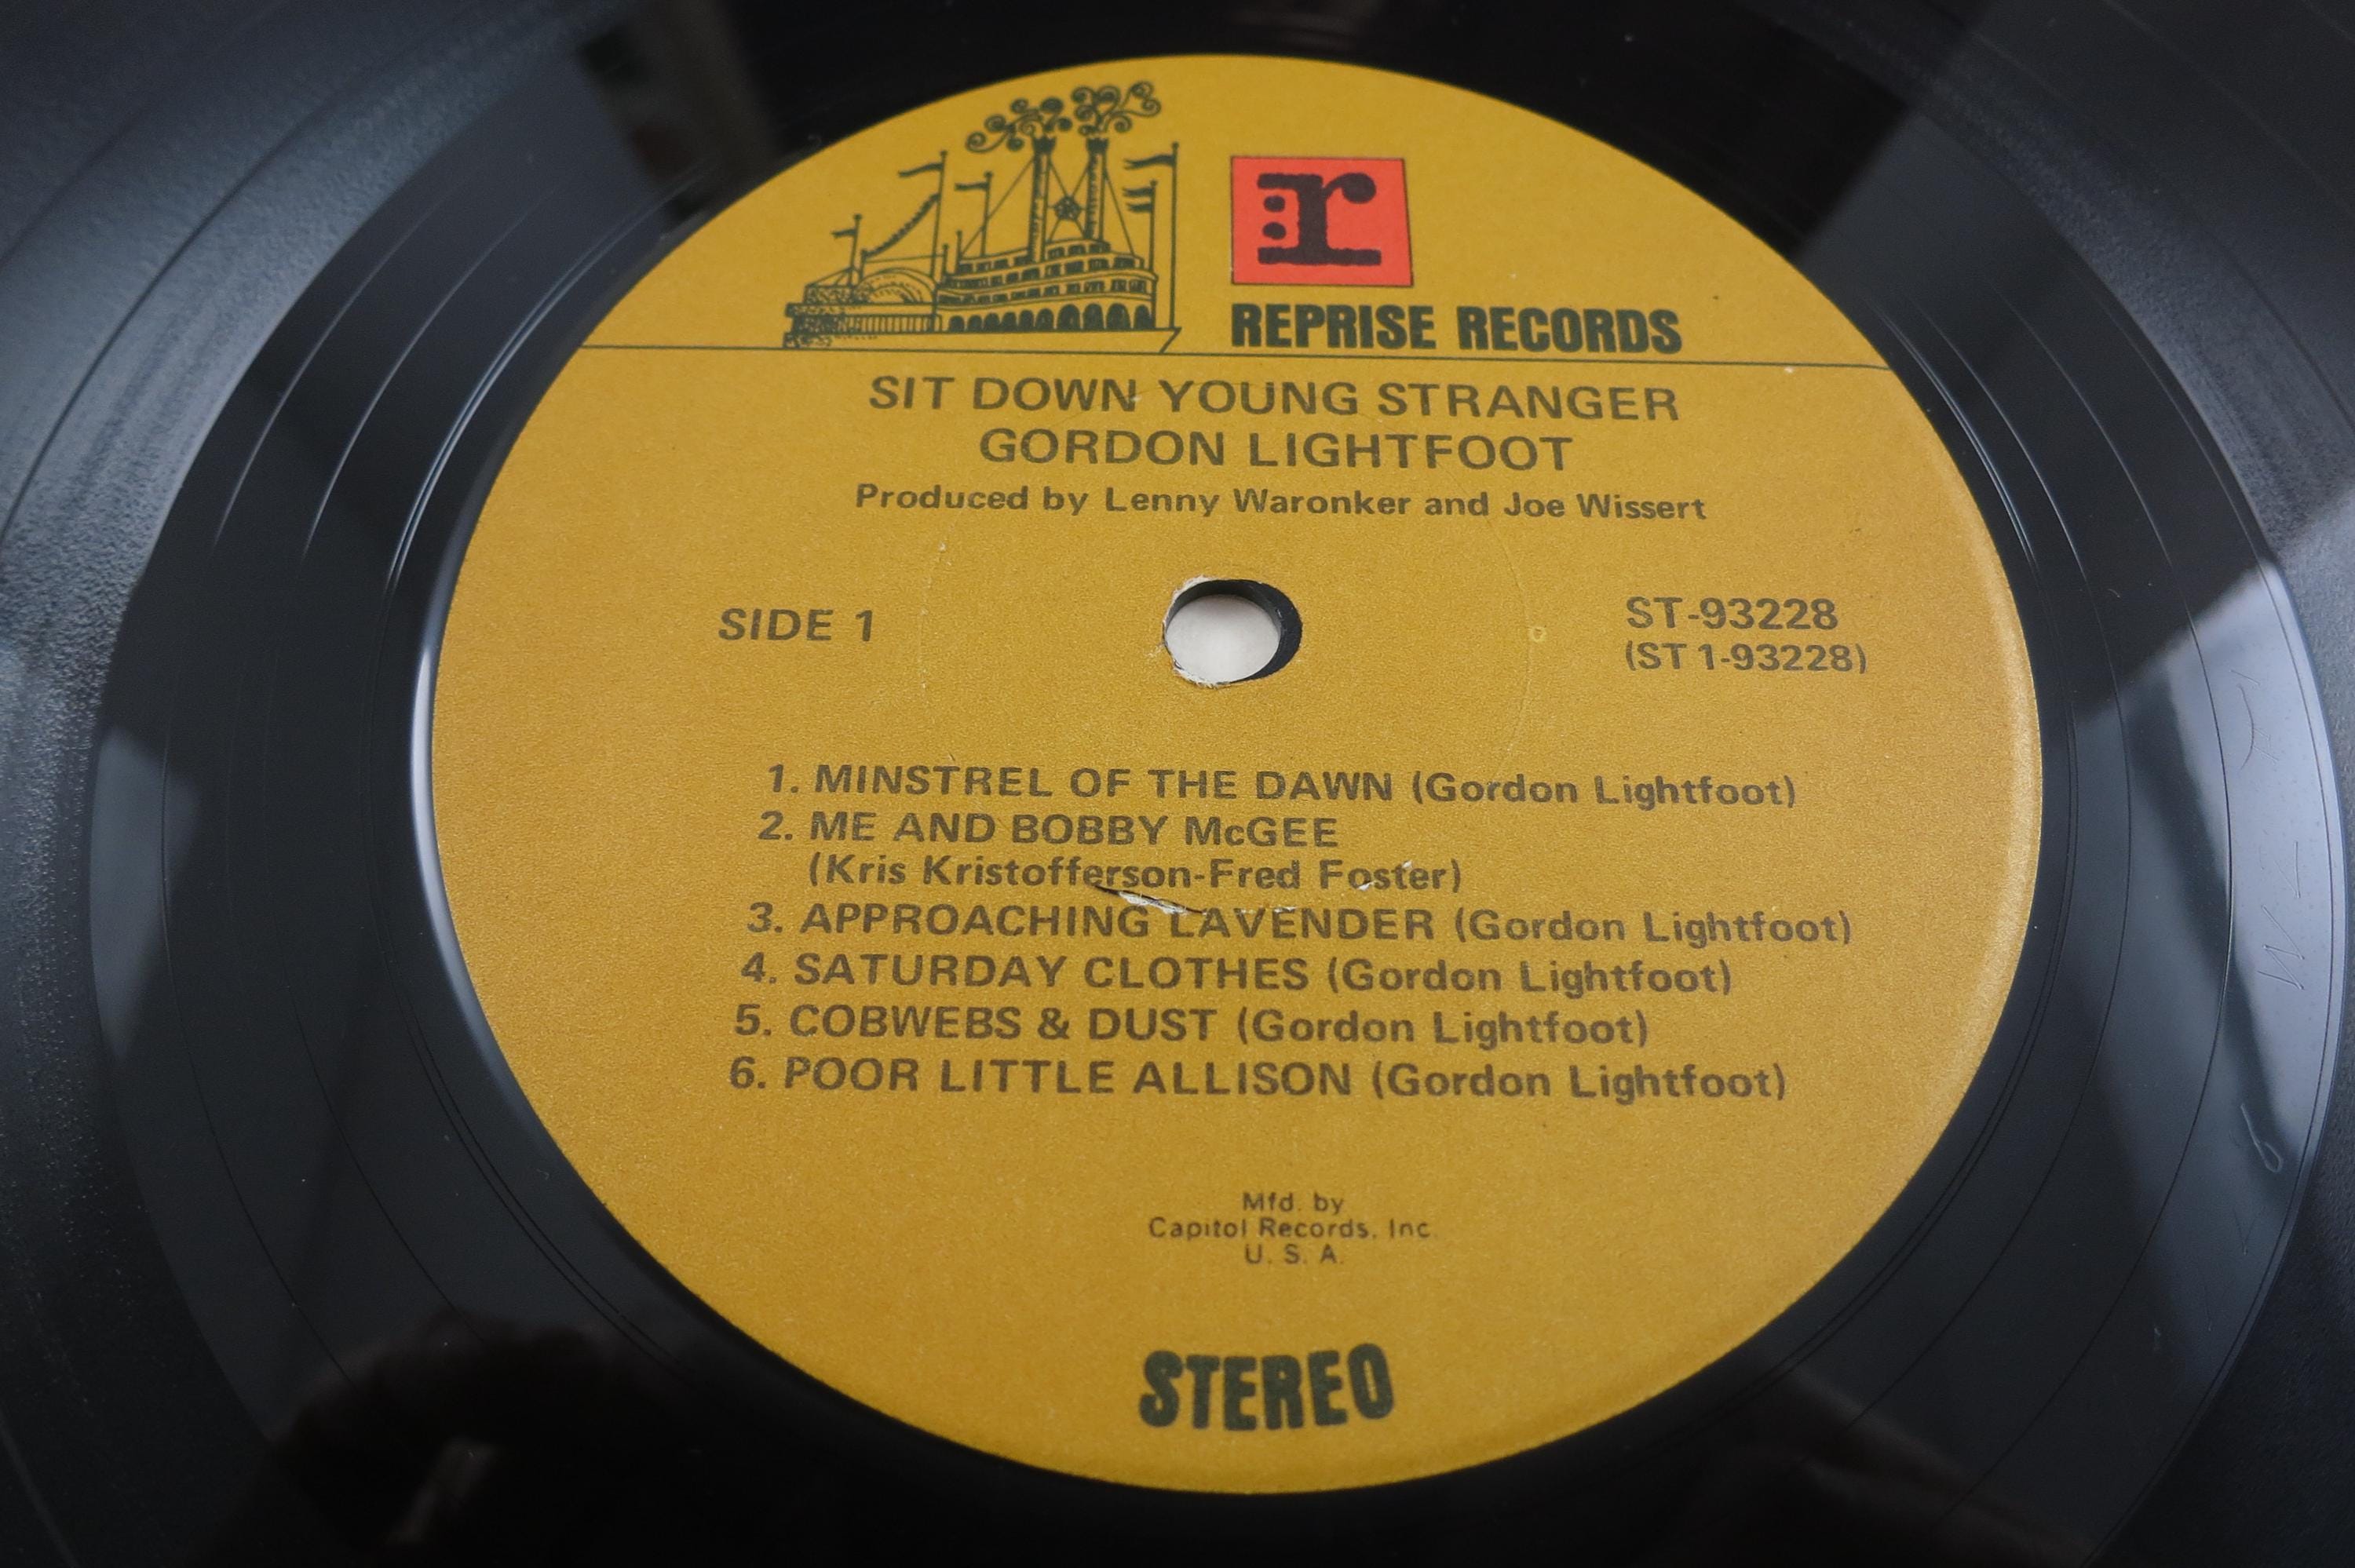 r
REPRISE RECORDS
SIT DOWN YOUNG STRANGER
GORDON LIGHTFOOT
Produced by Lenny Waronker and Joe Wissert
SIDE 1
ST-93228
(ST 1-93228)
1. MINSTREL OF THE DAWN (Gordon Lightfoot)
2. ME AND BOBBY McGEE
(Kris Kristofferson-Fred Foster)
3. APPROACHING LAVENDER (Gordon Lightfoot)
4. SATURDAY CLOTHES (Gordon Lightfoot)
5. COBWEBS & DUST (Gordon Lightfoot)
6. POOR LITTLE ALLISON (Gordon Lightfoot)
Mfd. by
Capitol Records, Inc
U. S. A.
STEREO